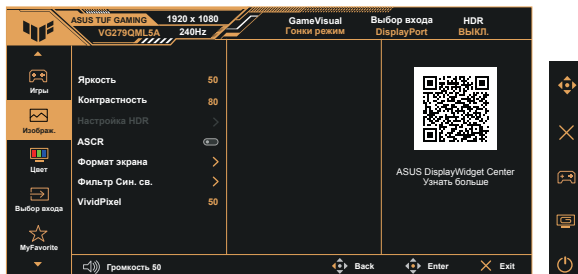 ASUS TUF GAMING 1920 x 1080
VG279QML5A 240Hz
GameVisual
Гонки режим
Выбор входа
DisplayPort
HDR
ВЫКЛ.
Игры
Изображ.
Цвет
Выбор входа
MyFavorite
Яркость 50
Контрастность 80
Настройка HDR
ASCR
Формат экрана
Фильтр Син. св.
VividPixel 50
ASUS DisplayWidget Center
Узнать больше
Громкость 50
Back Enter Exit